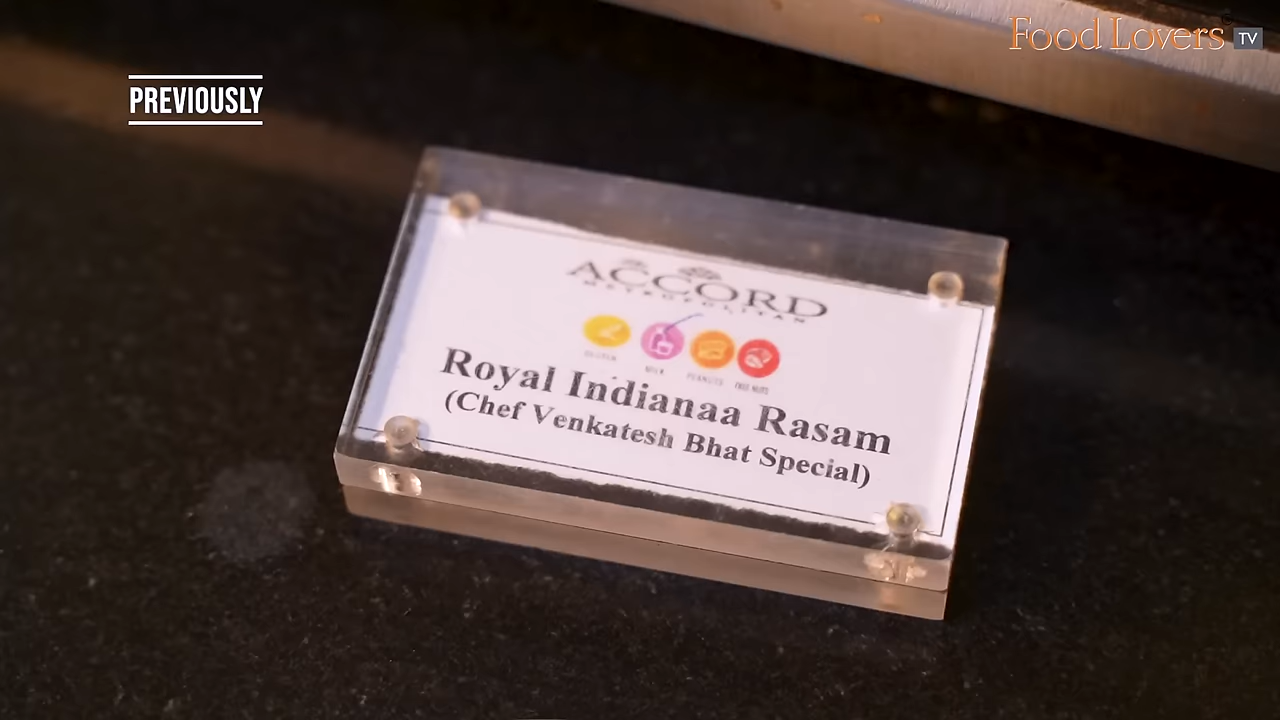 Food Lovers TV
PREVIOUSLY
ACCORD
METROPOLITAN
GLUTEN MILK PEANUTS TREE NUTS
Royal Indianaa Rasam
(Chef Venkatesh Bhat Special)